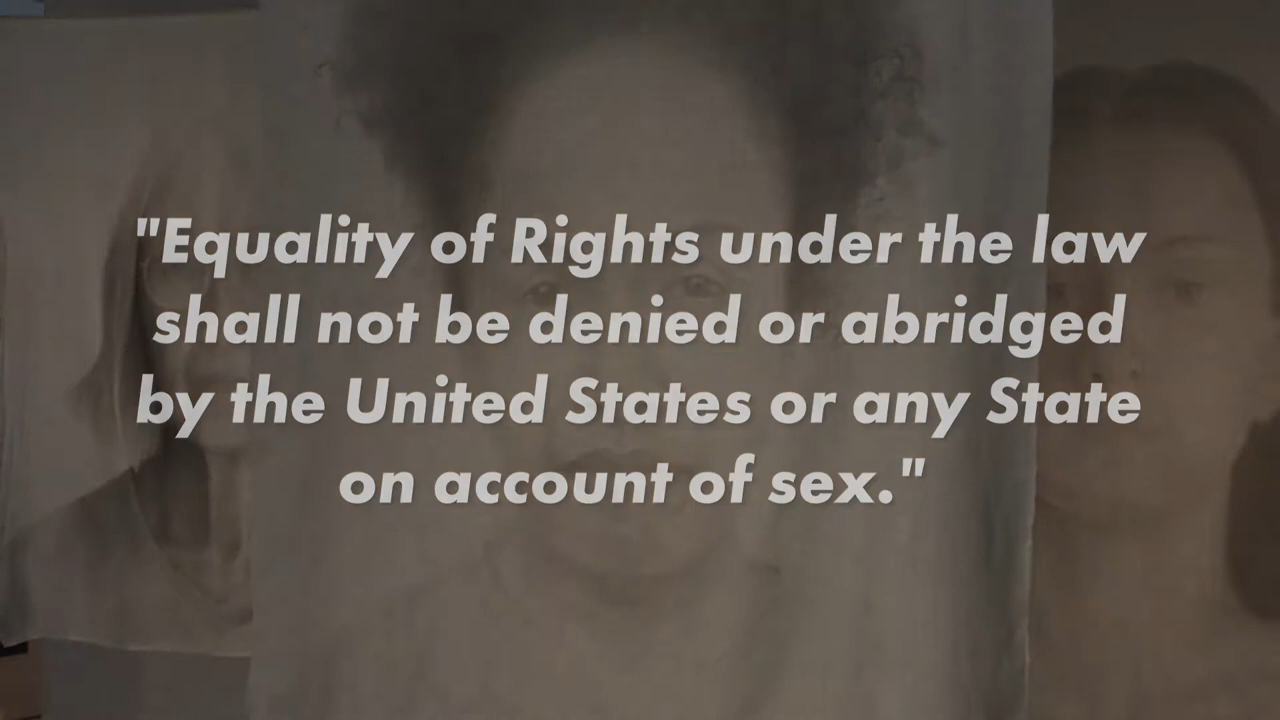 "Equality of Rights under the law
shall not be denied or abridged
by the United States or any State
on account of sex."